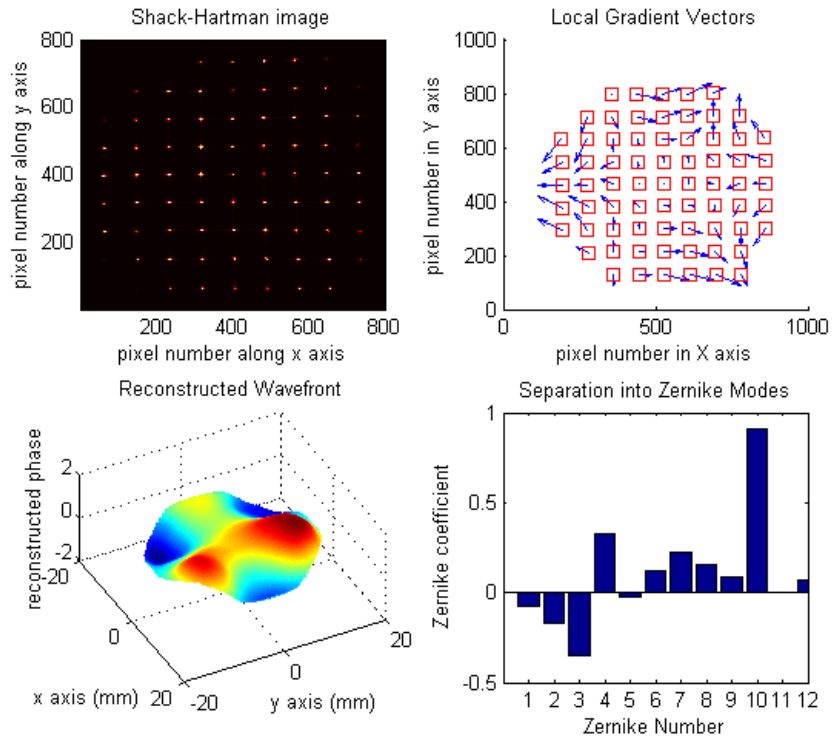 Shack-Hartman image
800
600
400
200
200 400 600 800
pixel number along y axis
pixel number along x axis
Local Gradient Vectors
1000
800
600
400
200
0
0 500 1000
pixel number in Y axis
pixel number in X axis
Reconstructed Wavefront
2
0
-2
-20
0
20
-20
0
20
reconstructed phase
x axis (mm)
y axis (mm)
Separation into Zernike Modes
1
0.5
0
-0.5
1 2 3 4 5 6 7 8 9 10 11 12
Zernike coefficient
Zernike Number